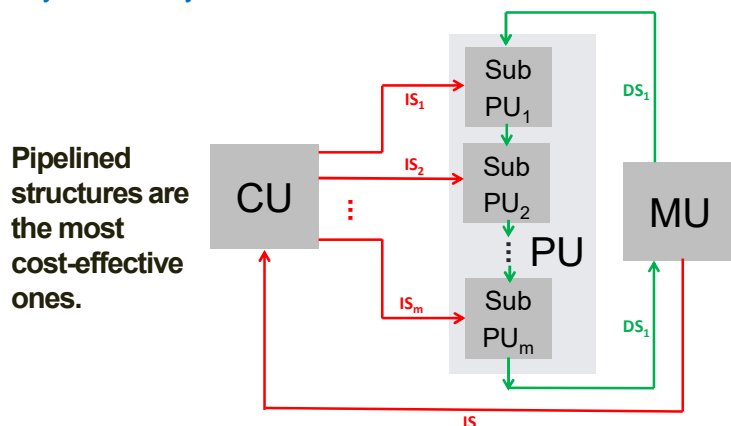 Pipelined
structures are
the most
cost-effective
ones.
CU
IS1
IS2
⋮
ISm
Sub
PU1
Sub
PU2
⋮
PU
Sub
PUm
DS1
MU
DS1
IS